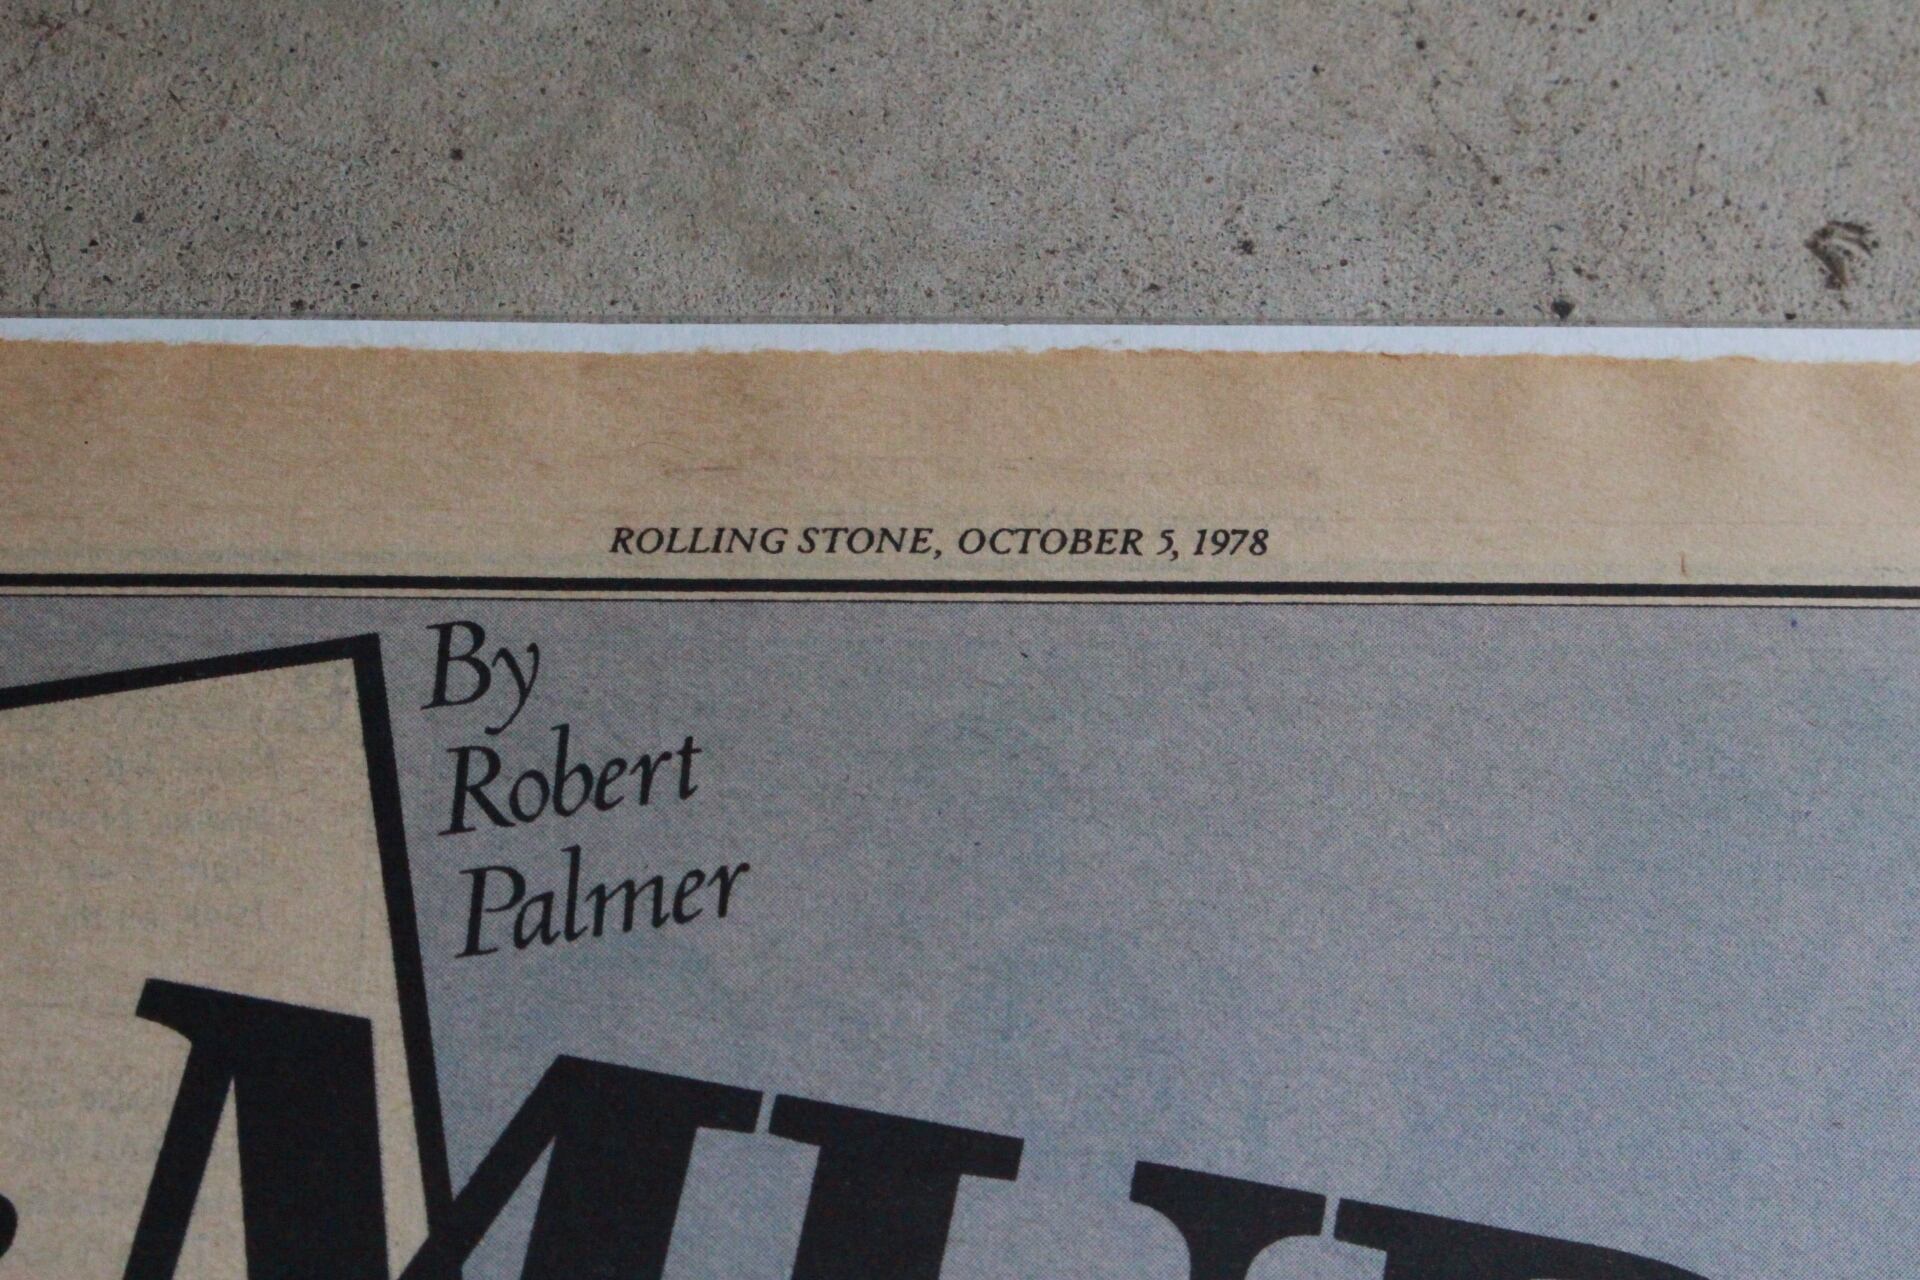 ROLLING STONE, OCTOBER 5, 1978
By
Robert
Palmer